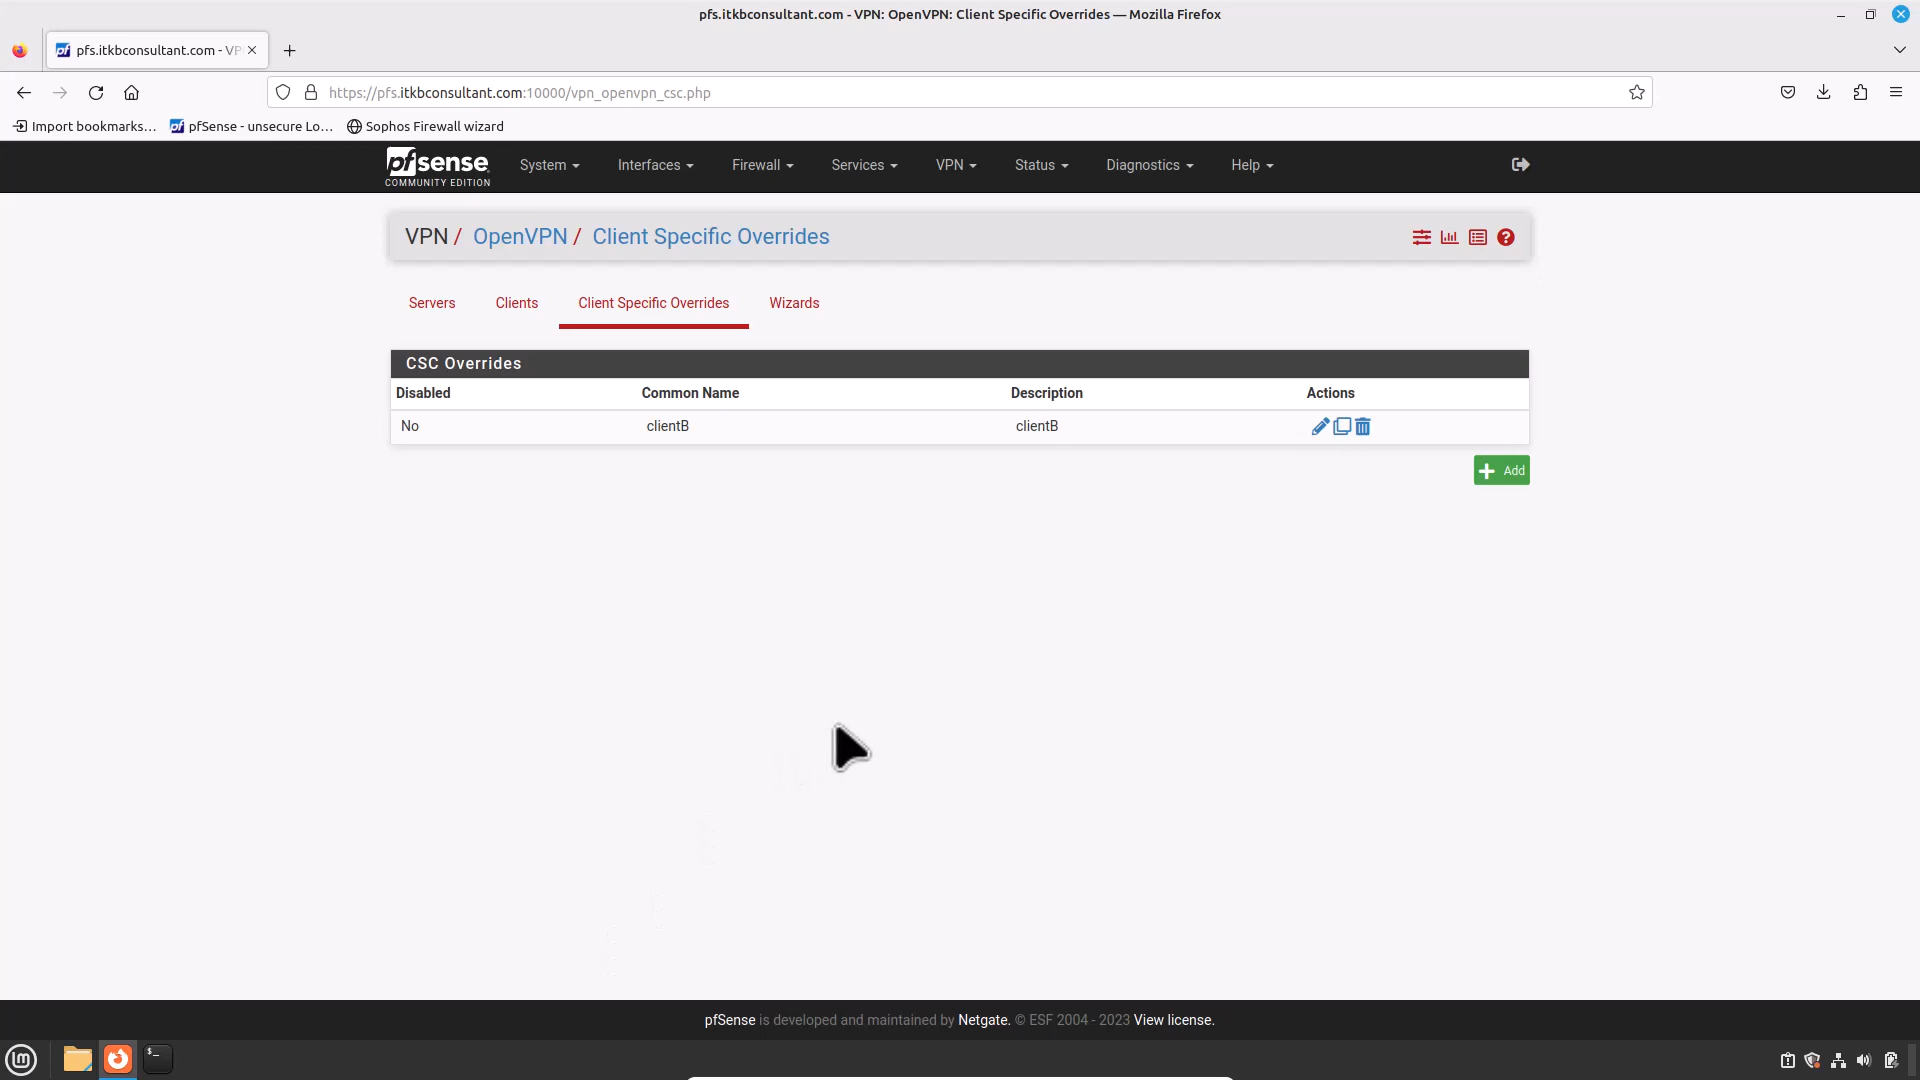 pfs.itkbconsultant.com - VPN: OpenVPN: Client Specific Overrides — Mozilla Firefox
pfs.itkbconsultant.com - VP
https://pfs.itkbconsultant.com:10000/vpn_openvpn_csc.php
Import bookmarks… pfSense - unsecure Lo… Sophos Firewall wizard
pfsense System Interfaces Firewall Services VPN Status Diagnostics Help
COMMUNITY EDITION
VPN / OpenVPN / Client Specific Overrides
Servers Clients Client Specific Overrides Wizards
CSC Overrides
Disabled Common Name Description Actions
No clientB clientB
Add
pfSense is developed and maintained by Netgate. © ESF 2004 - 2023 View license.